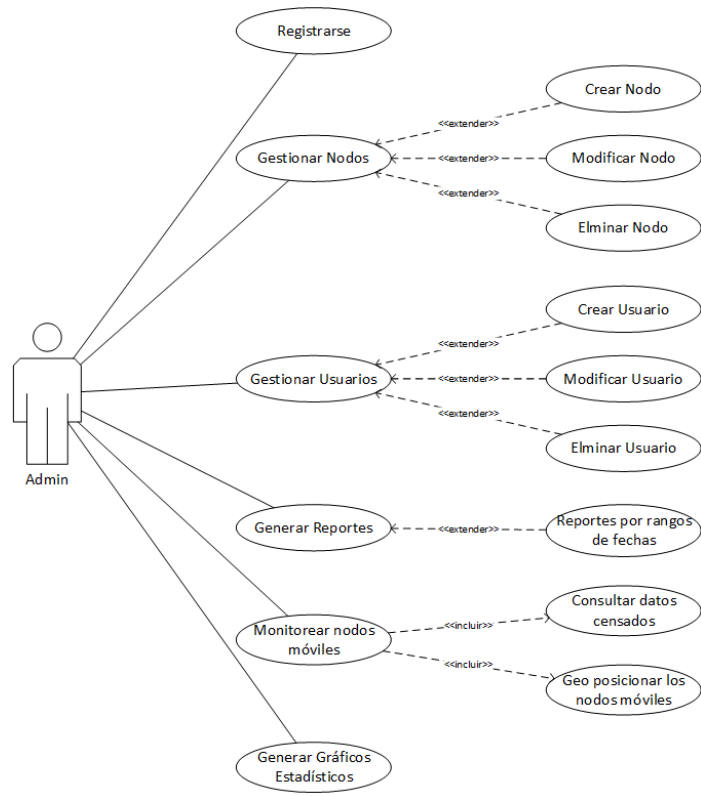 Registrarse
Crear Nodo
<<extender>>
Gestionar Nodos
<<extender>>
Modificar Nodo
<<extender>>
Elminar Nodo
Crear Usuario
<<extender>>
Gestionar Usuarios
<<extender>>
Modificar Usuario
<<extender>>
Elminar Usuario
Admin
Generar Reportes
<<extender>>
Reportes por rangos
de fechas
Consultar datos
censados
<<incluir>>
Monitorear nodos
móviles
<<incluir>>
Geo posicionar los
nodos móviles
Generar Gráficos
Estadísticos